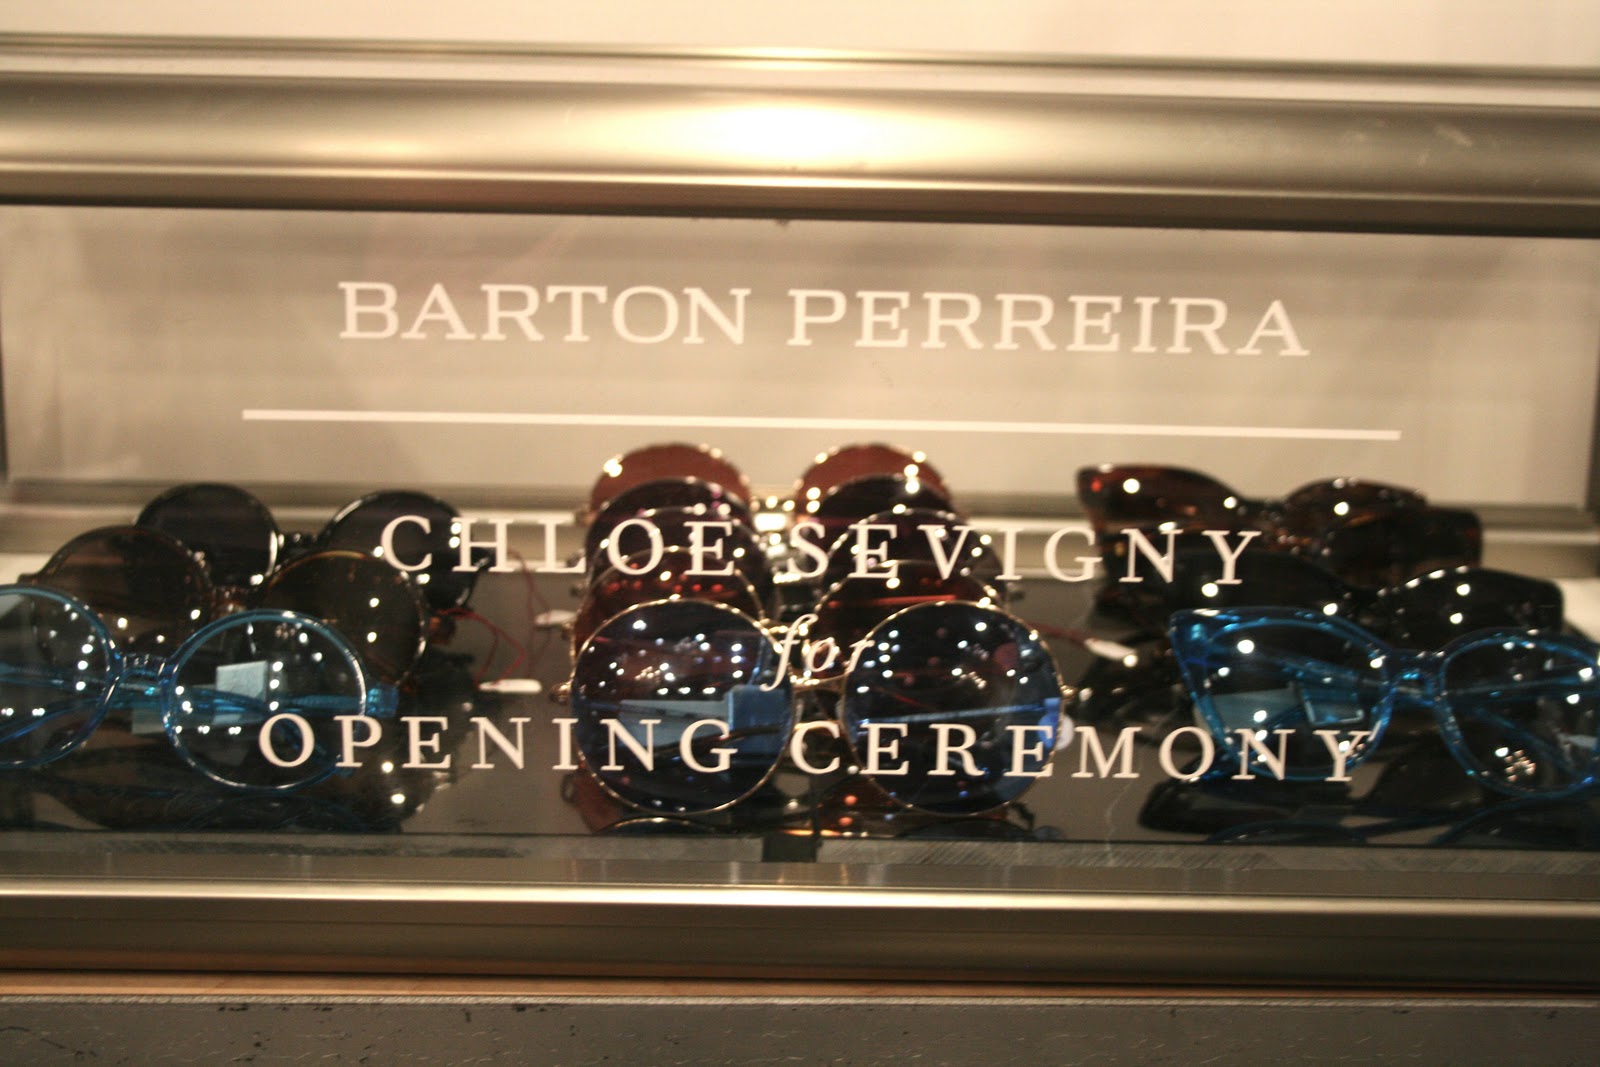 BARTON PERREIRA
CHLOE SEVIGNY
for
OPENING CEREMONY